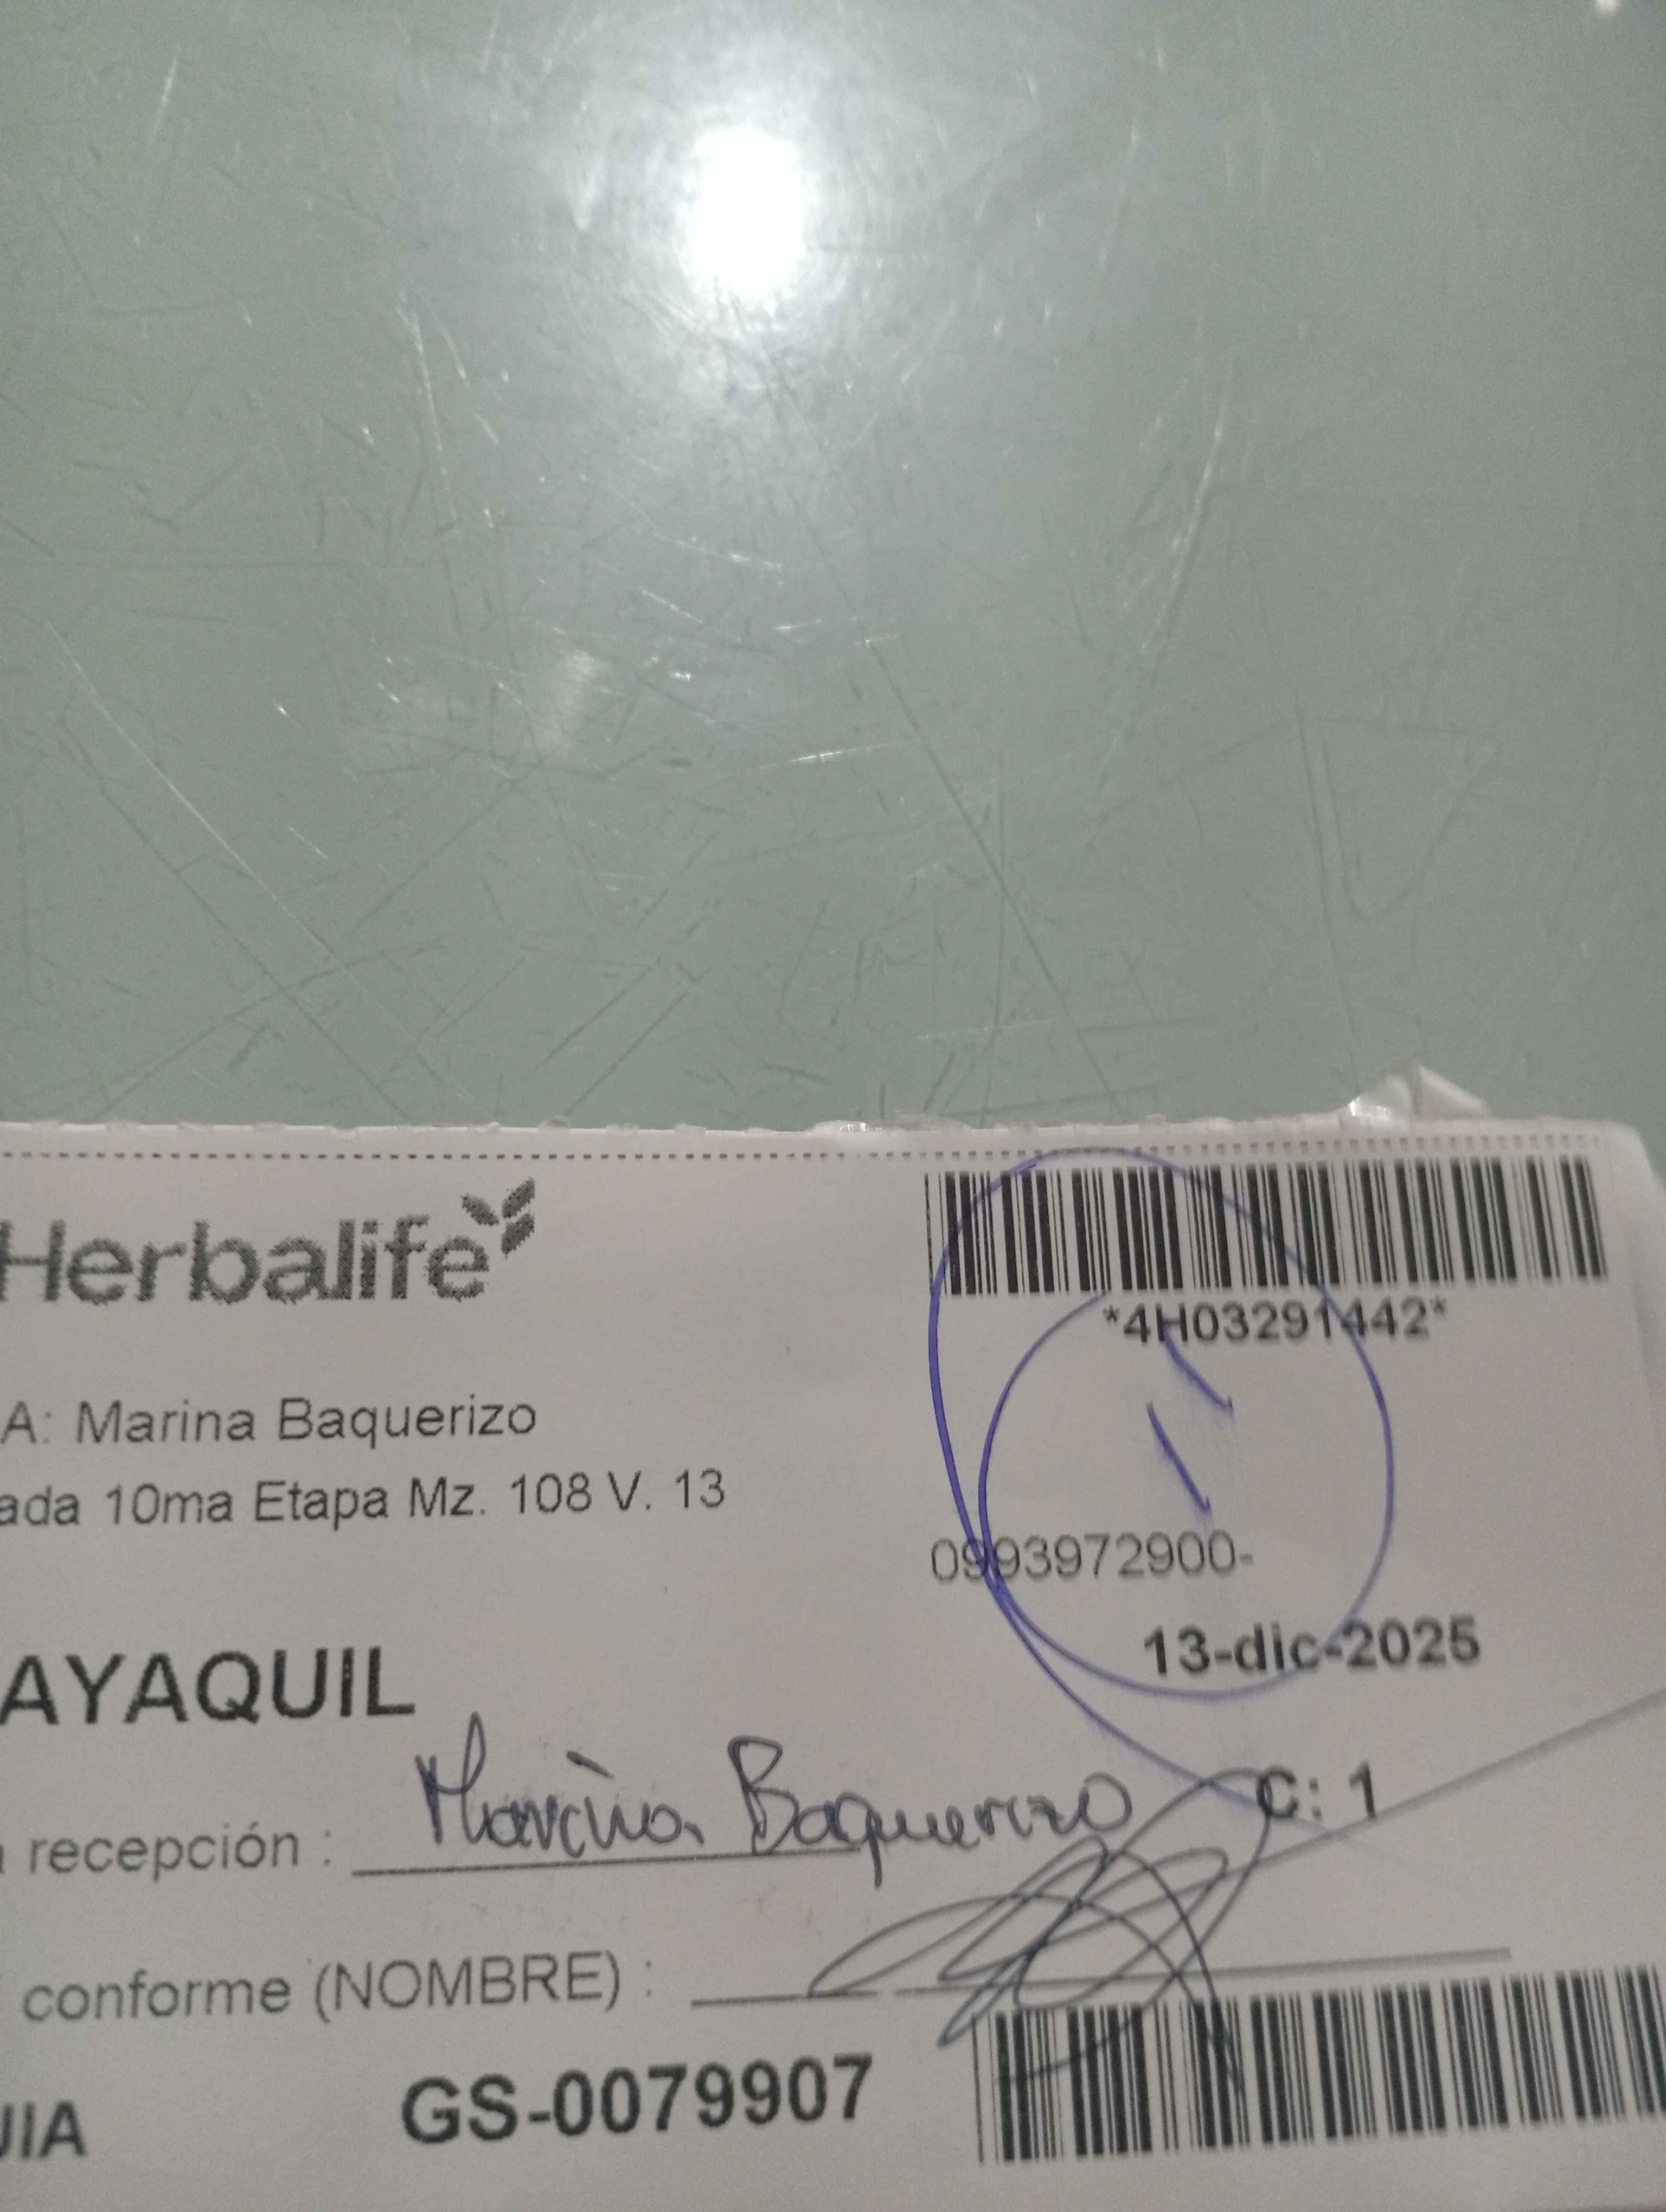 Herbalife
*4H03291442*
A: Marina Baquerizo
ada 10ma Etapa Mz. 108 V. 13
0993972900-
13-dic-2025
AYAQUIL
C: 1
recepción : Marina Baquerizo
conforme (NOMBRE) :
UIA GS-0079907